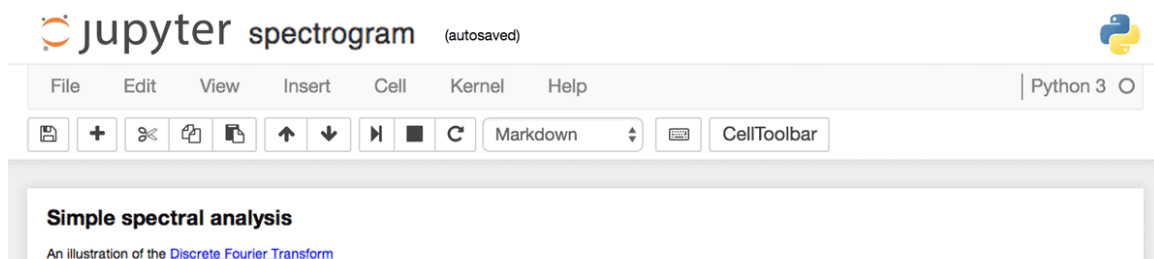 jupyter spectrogram (autosaved)
File Edit View Insert Cell Kernel Help Python 3
Markdown CellToolbar
Simple spectral analysis
An illustration of the Discrete Fourier Transform